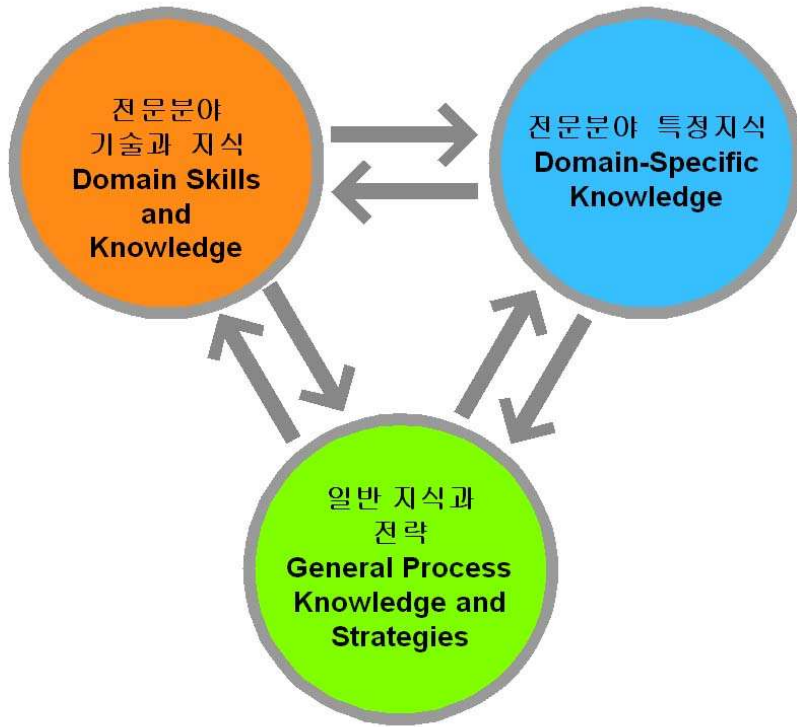 전문분야
기술과 지식
Domain Skills
and
Knowledge
전문분야 특정지식
Domain-Specific
Knowledge
일반 지식과
전략
General Process
Knowledge and
Strategies